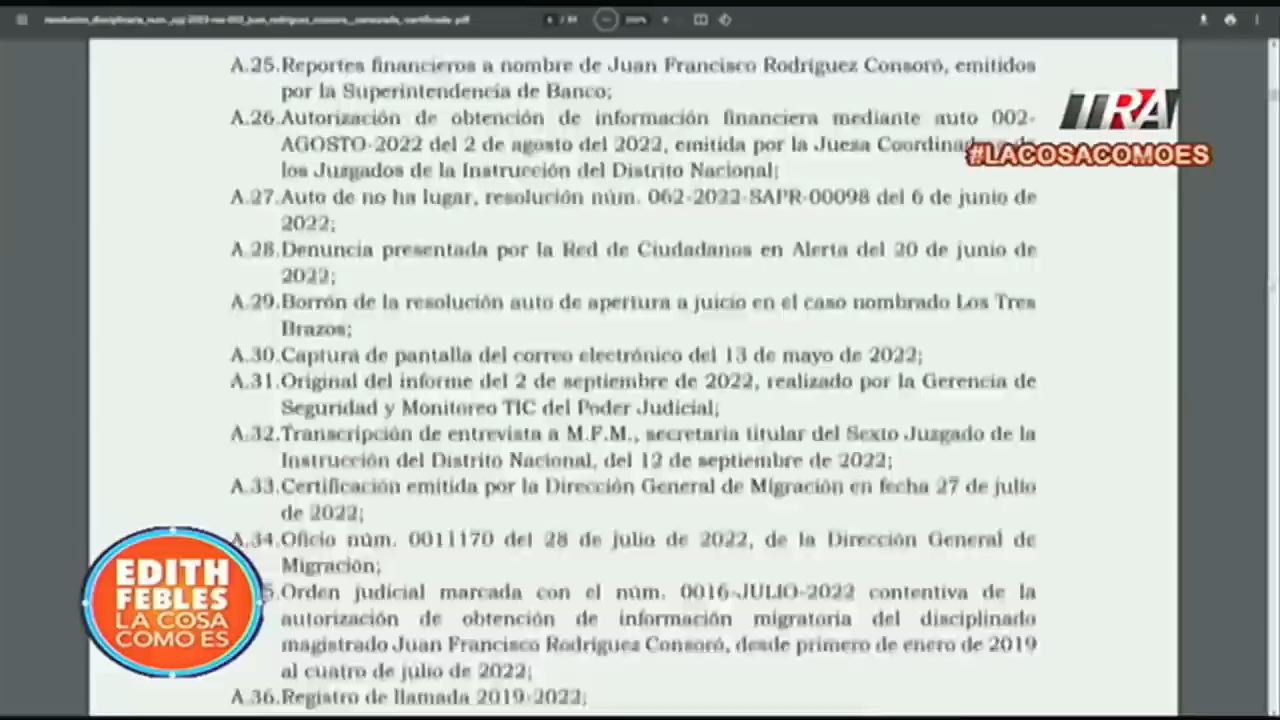 A.25.Reportes financieros a nombre de Juan Francisco Rodríguez Consoró, emitidos
por la Superintendencia de Banco;
TRA
A.26.Autorización de obtención de información financiera mediante auto 002-
AGOSTO-2022 del 2 de agosto del 2022, emitida por la Jueza
#LACOSACOMOES
los Juzgados de la Instrucción del Distrito Nacional;
A.27.Auto de no ha lugar, resolución núm. 062-2022-SAPR-00098 del 6 de junio de
2022;
A.28.Denuncia presentada por la Red de Ciudadanos en Alerta del 20 de junio de
2022;
A.29.Borrón de la resolución auto de apertura a juicio en el caso nombrado Los Tres
Brazos;
A.30.Captura de pantalla del correo electrónico del 13 de mayo de 2022;
A.31.Original del informe del 2 de septiembre de 2022, realizado por la Gerencia de
Seguridad y Monitoreo TIC del Poder Judicial;
A.32.Transcripción de entrevista a M.F.M., secretaria titular del Sexto Juzgado de la
Instrucción del Distrito Nacional, del 12 de septiembre de 2022;
A.33.Certificación emitida por la Dirección General de Migración en fecha 27 de julio
de 2022;
A.34.Oficio núm. 0011170 del 28 de julio de 2022, de la Dirección General de
Migración;
5.Orden judicial marcada con el núm. 0016-JULIO-2022 contentiva de la
autorización de obtención de información migratoria del disciplinado
magistrado Juan Francisco Rodríguez Consoró, desde primero de enero de 2019
al cuatro de julio de 2022;
A.36.Registro de llamada 2019-2022;
EDITH
FEBLES
LA COSA
COMO ES